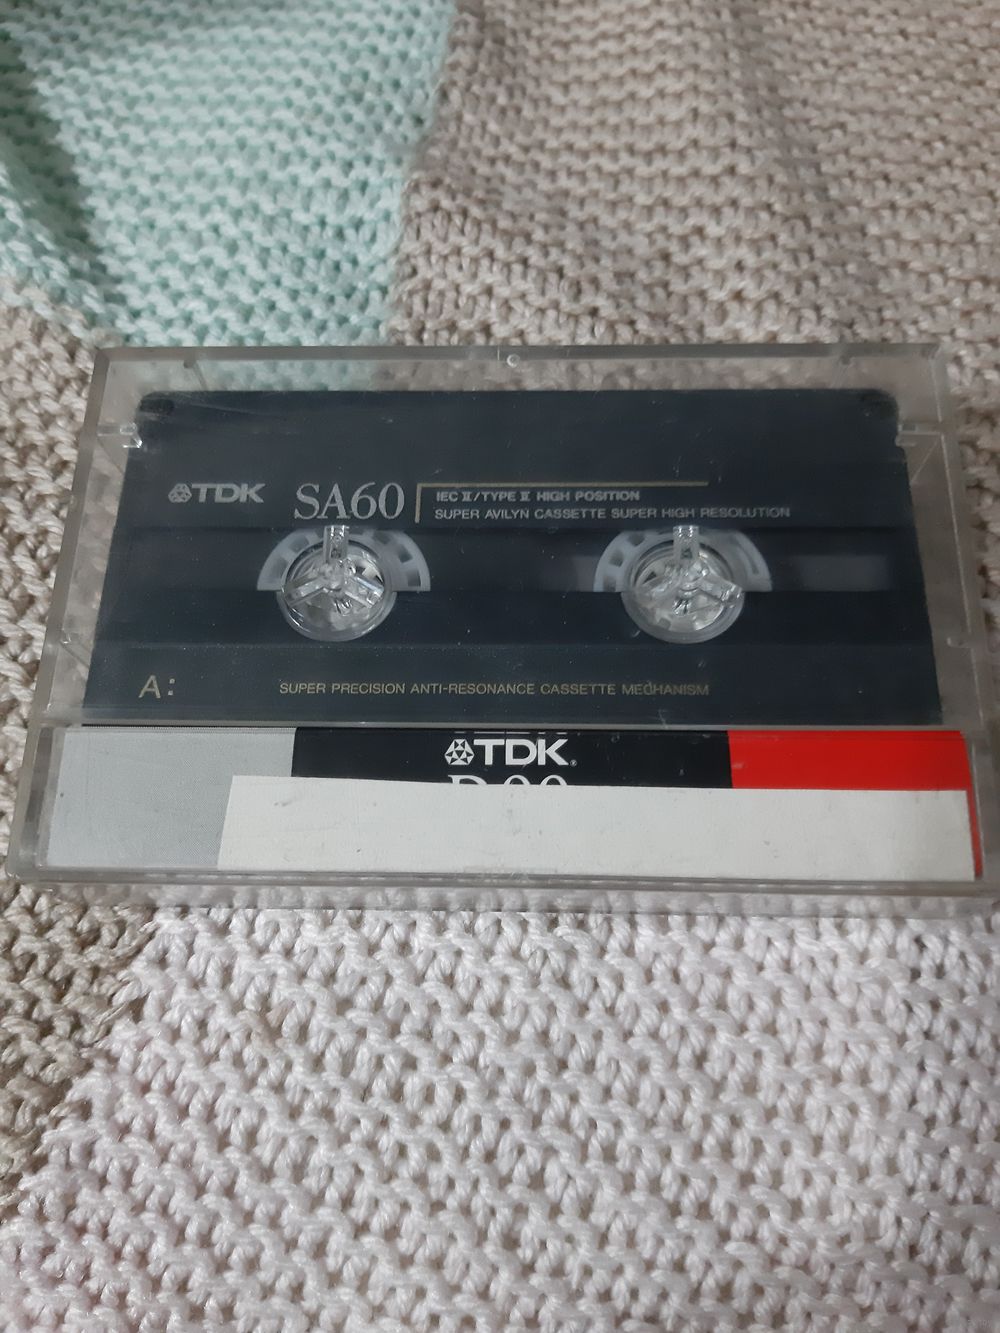 TDK SA60
IEC II/TYPE II HIGH POSITION
SUPER AVILYN CASSETTE SUPER HIGH RESOLUTION
A:
SUPER PRECISION ANTI-RESONANCE CASSETTE MECHANISM
TDK®